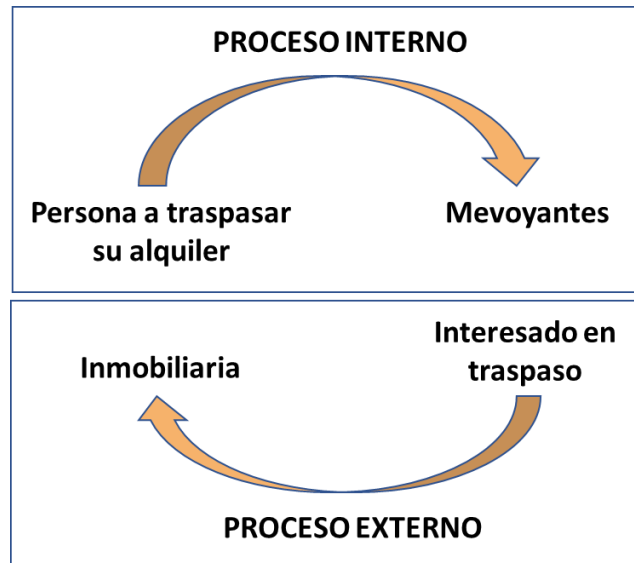 PROCESO INTERNO
Persona a traspasar
su alquiler
Mevoyantes
Inmobiliaria
Interesado en
traspaso
PROCESO EXTERNO